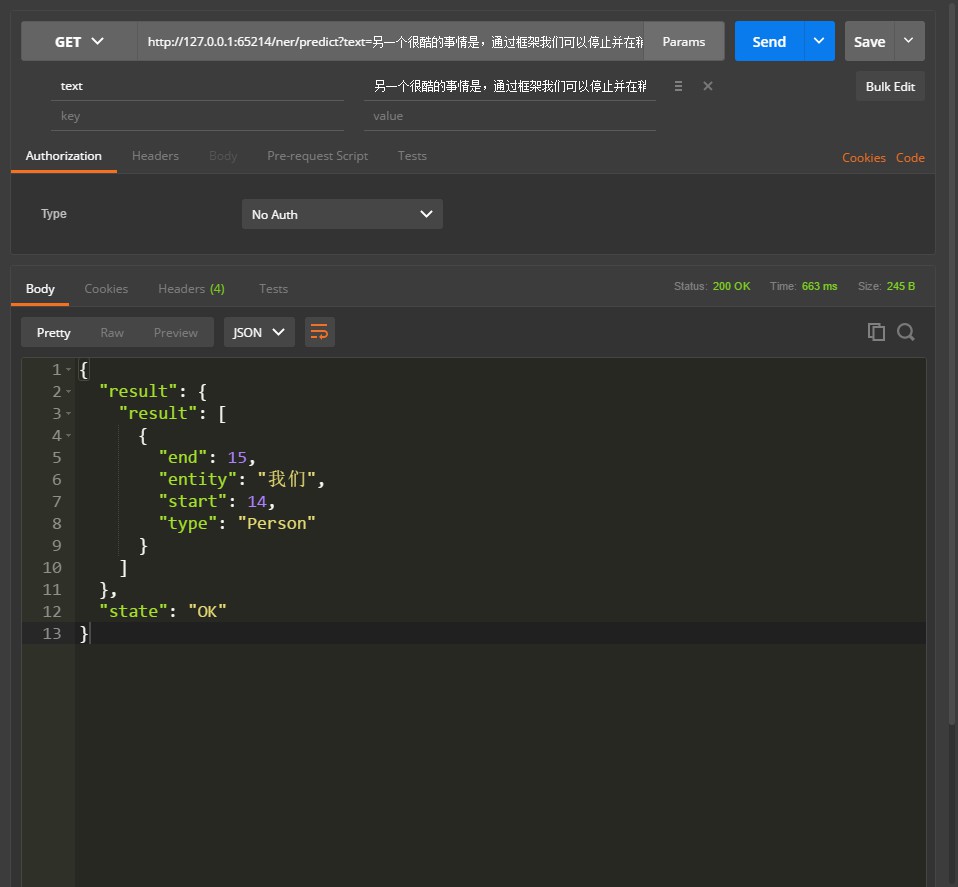 GET http://127.0.0.1:65214/ner/predict?text=另一个很酷的事情是，通过框架我们可以停止并在稍 Params Send Save
text 另一个很酷的事情是，通过框架我们可以停止并在稍 Bulk Edit
key value
Authorization Headers Body Pre-request Script Tests Cookies Code
Type No Auth
Body Cookies Headers (4) Tests Status: 200 OK Time: 663 ms Size: 245 B
Pretty Raw Preview JSON
1 {
2 "result": {
3 "result": [
4 {
5 "end": 15,
6 "entity": "我们",
7 "start": 14,
8 "type": "Person"
9 }
10 ]
11 },
12 "state": "OK"
13 }